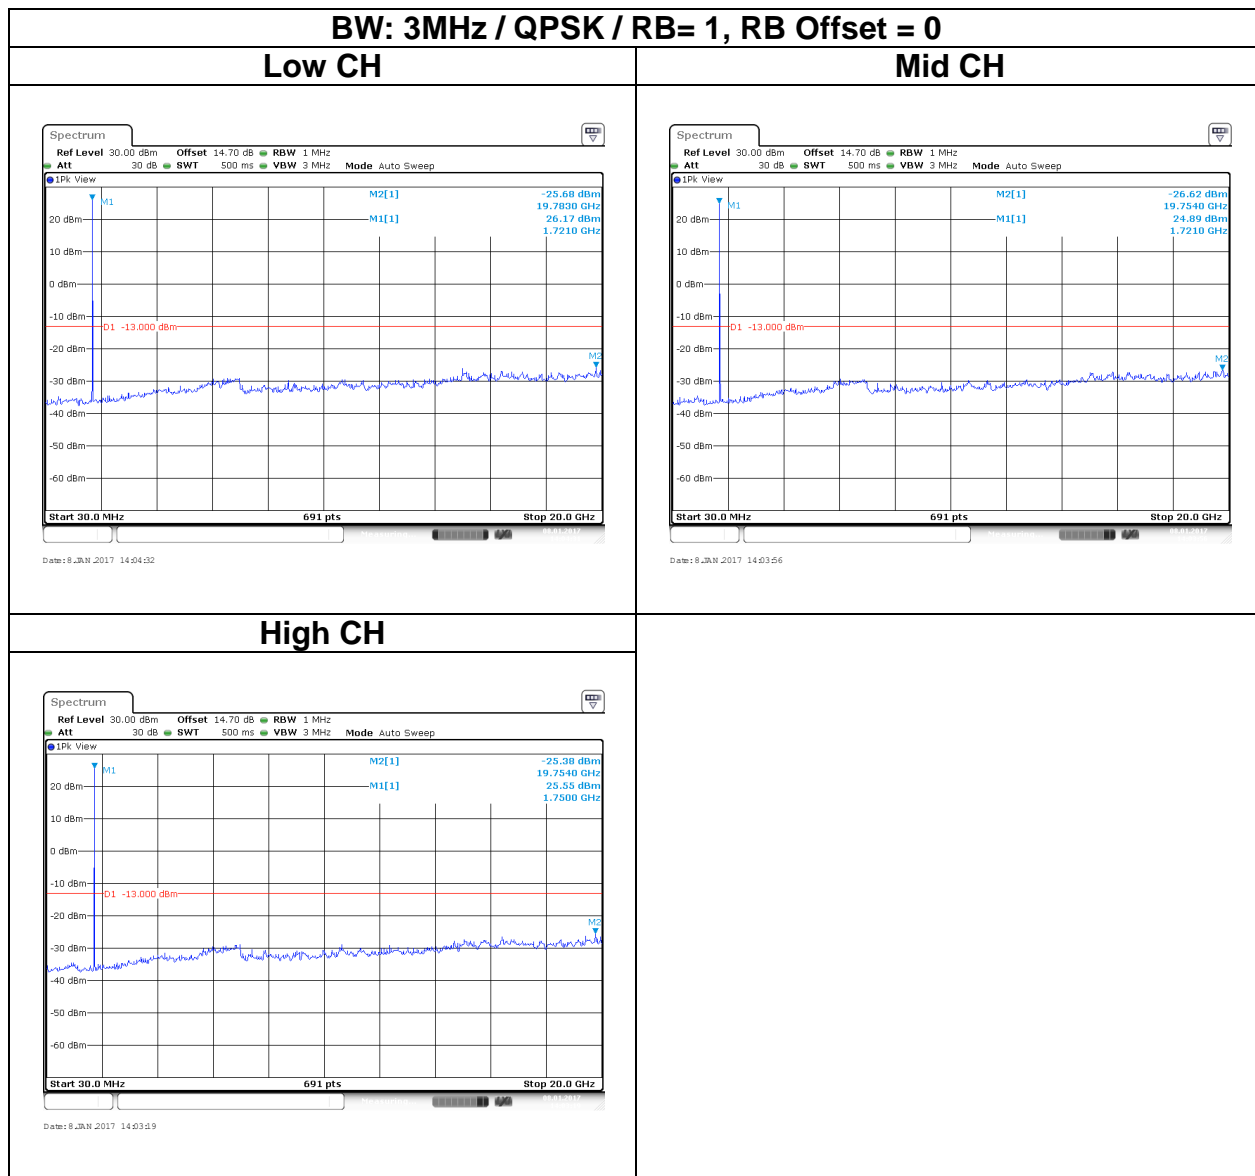 BW: 3MHz / QPSK / RB= 1, RB Offset = 0
Low CH
Spectrum
Ref Level 30.00 dBm Offset 14.70 dB RBW 1 MHz
Att 30 dB SWT 500 ms VBW 3 MHz Mode Auto Sweep
1Pk View
M2[1] -25.68 dBm
19.7830 GHz
M1[1] 26.17 dBm
1.7210 GHz
M1
20 dBm
10 dBm
0 dBm
-10 dBm
D1 -13.000 dBm
-20 dBm
M2
-30 dBm
-40 dBm
-50 dBm
-60 dBm
Start 30.0 MHz 691 pts Stop 20.0 GHz
Date: 8.JAN.2017 14:04:32
Mid CH
Spectrum
Ref Level 30.00 dBm Offset 14.70 dB RBW 1 MHz
Att 30 dB SWT 500 ms VBW 3 MHz Mode Auto Sweep
1Pk View
M2[1] -26.62 dBm
19.7540 GHz
M1[1] 24.89 dBm
1.7210 GHz
M1
20 dBm
10 dBm
0 dBm
-10 dBm
D1 -13.000 dBm
-20 dBm
M2
-30 dBm
-40 dBm
-50 dBm
-60 dBm
Start 30.0 MHz 691 pts Stop 20.0 GHz
Date: 8.JAN.2017 14:03:56
High CH
Spectrum
Ref Level 30.00 dBm Offset 14.70 dB RBW 1 MHz
Att 30 dB SWT 500 ms VBW 3 MHz Mode Auto Sweep
1Pk View
M2[1] -25.38 dBm
19.7540 GHz
M1[1] 25.55 dBm
1.7500 GHz
M1
20 dBm
10 dBm
0 dBm
-10 dBm
D1 -13.000 dBm
-20 dBm
M2
-30 dBm
-40 dBm
-50 dBm
-60 dBm
Start 30.0 MHz 691 pts Stop 20.0 GHz
Date: 8.JAN.2017 14:03:19